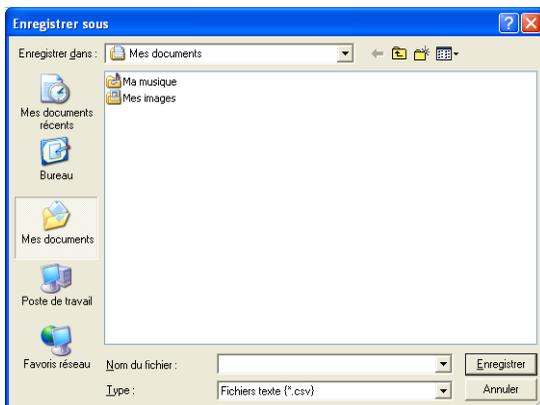 Enregistrer sous
Enregistrer dans :
Mes documents
Ma musique
Mes images
Mes documents
récents
Bureau
Mes documents
Poste de travail
Favoris réseau
Nom du fichier :
Enregistrer
Type :
Fichiers texte {*.csv}
Annuler